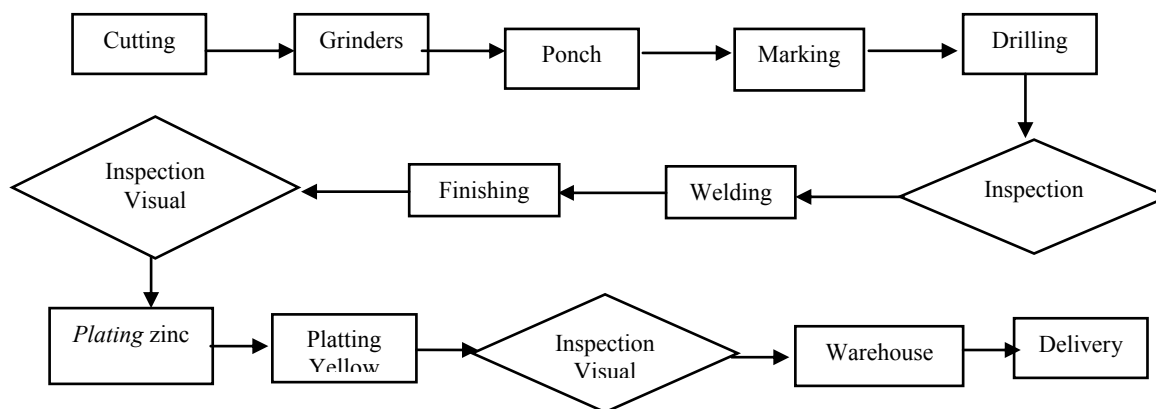 Cutting
Grinders
Ponch
Marking
Drilling
Inspection
Welding
Finishing
Inspection
Visual
Plating zinc
Platting
Yellow
Inspection
Visual
Warehouse
Delivery